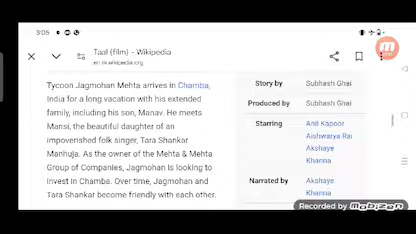 3:05
Taal (film) - Wikipedia
en.m.wikipedia.org
Tycoon Jagmohan Mehta arrives in Chamba,
India for a long vacation with his extended
family, including his son, Manav. He meets
Mansi, the beautiful daughter of an
impoverished folk singer, Tara Shankar
Manhuja. As the owner of the Mehta & Mehta
Group of Companies, Jagmohan is looking to
invest in Chamba. Over time, Jagmohan and
Tara Shankar become friendly with each other.
Story by Subhash Ghai
Produced by Subhash Ghai
Starring Anil Kapoor
Aishwarya Rai
Akshaye
Khanna
Narrated by Akshaye
Khanna
Recorded by Mobizen